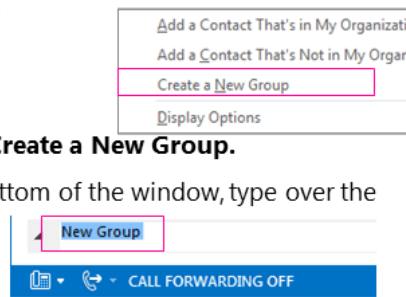 Add a Contact That's in My Organizati
Add a Contact That's Not in My Organ
Create a New Group
Display Options
Create a New Group.
ttom of the window, type over the
New Group
CALL FORWARDING OFF